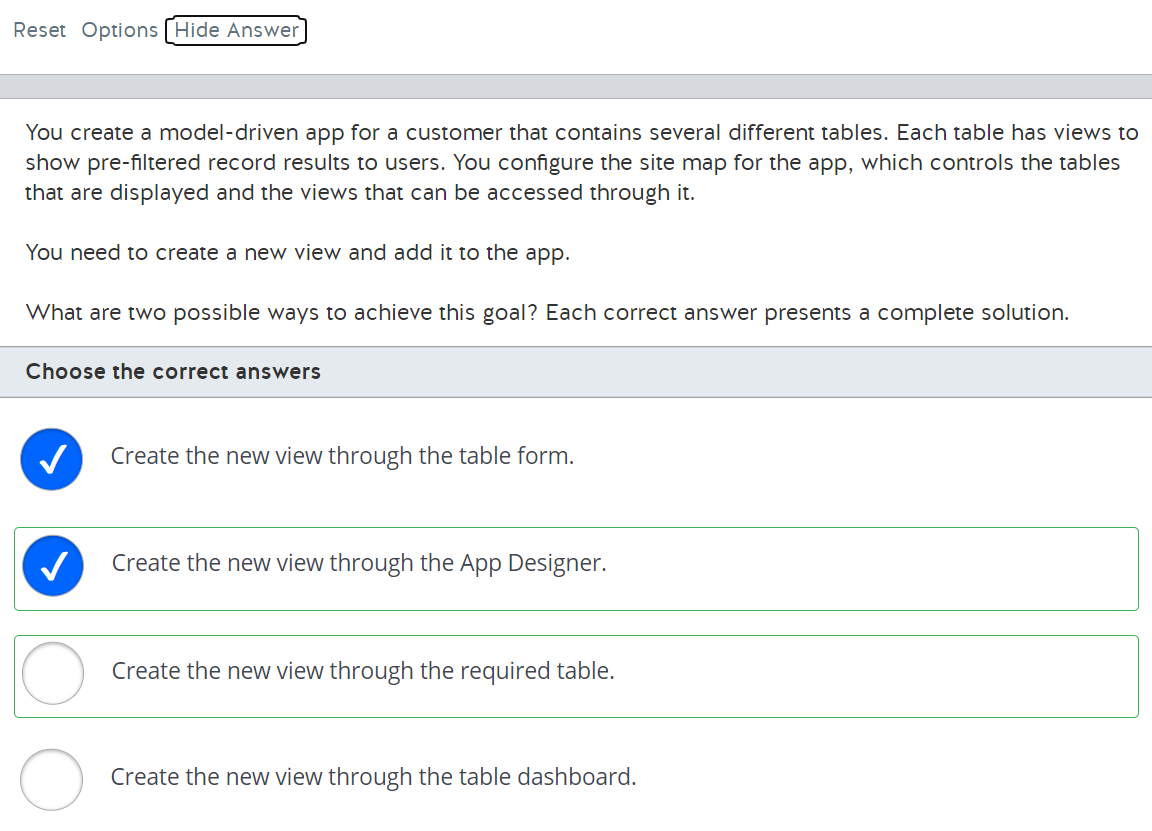 Reset Options Hide Answer
You create a model-driven app for a customer that contains several different tables. Each table has views to
show pre-filtered record results to users. You configure the site map for the app, which controls the tables
that are displayed and the views that can be accessed through it.
You need to create a new view and add it to the app.
What are two possible ways to achieve this goal? Each correct answer presents a complete solution.
Choose the correct answers
Create the new view through the table form.
Create the new view through the App Designer.
Create the new view through the required table.
Create the new view through the table dashboard.